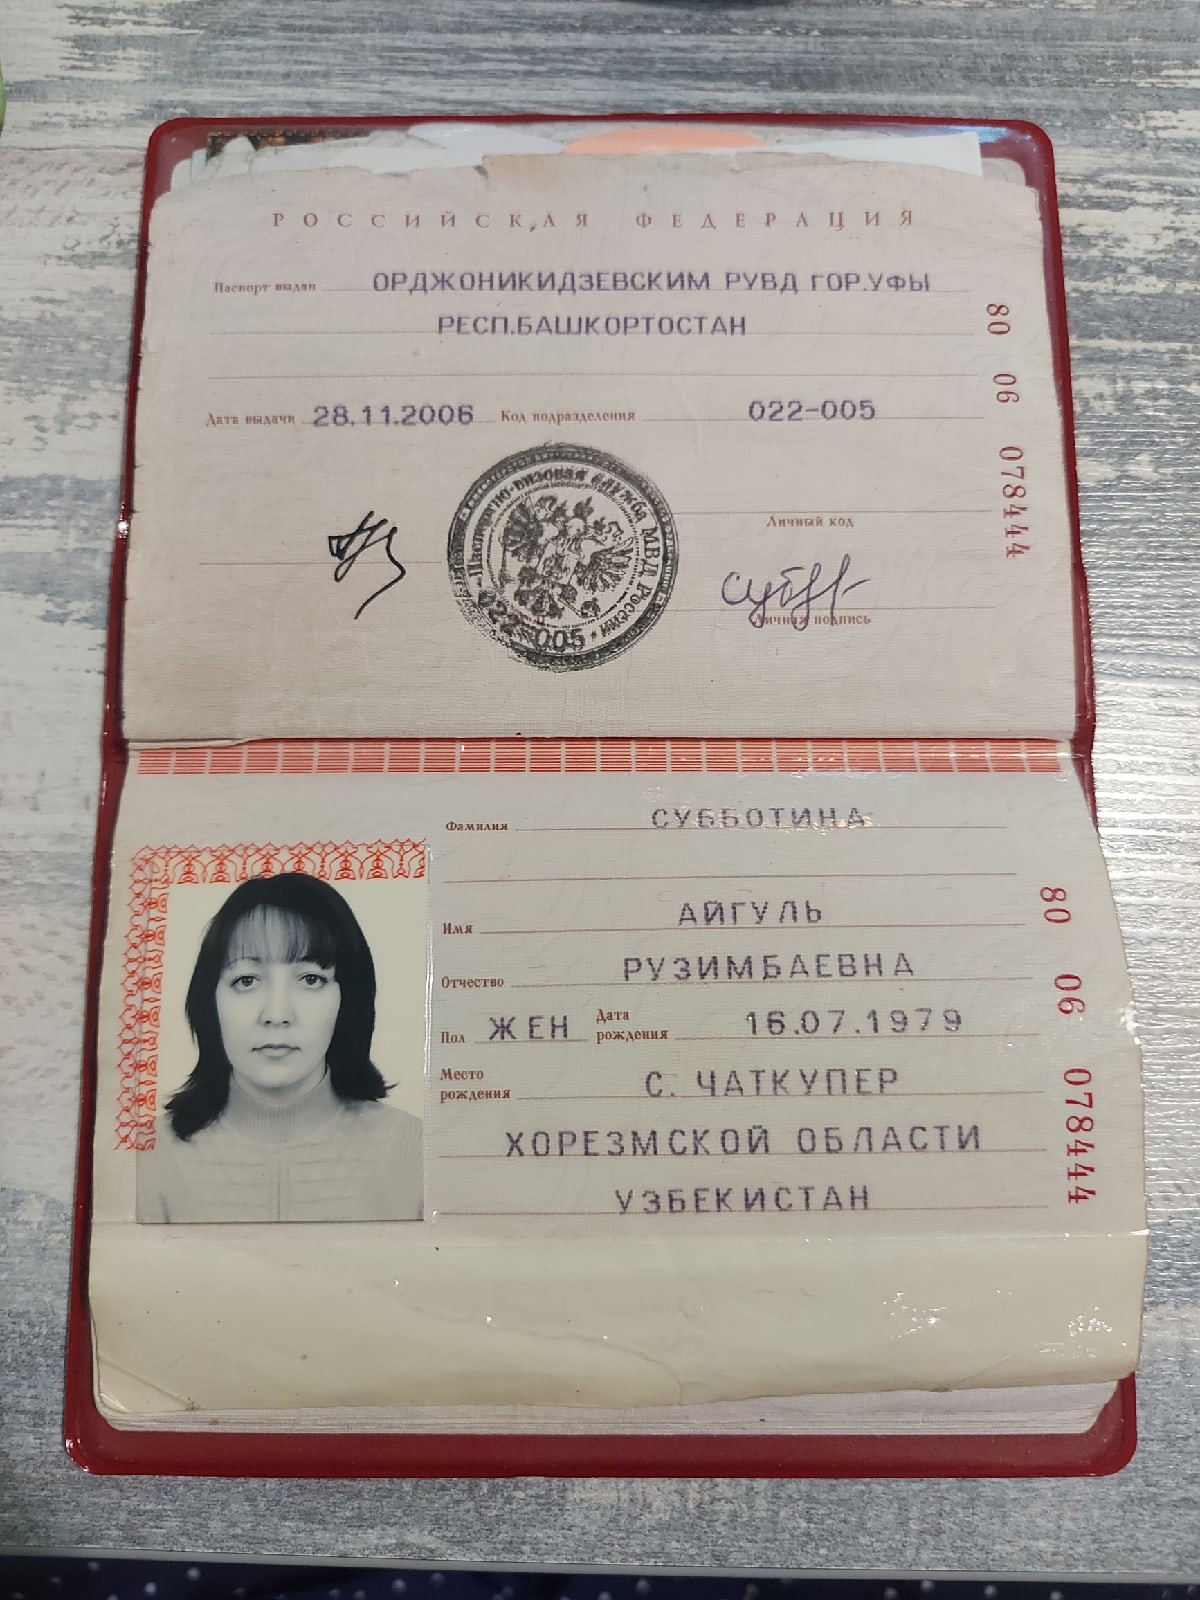 РОССИЙСКАЯ ФЕДЕРАЦИЯ
Паспорт выдан ОРДЖОНИКИДЗЕВСКИМ РУВД ГОР.УФЫ
РЕСП.БАШКОРТОСТАН
Дата выдачи 28.11.2006 Код подразделения 022-005
Паспортно-визовая служба МВД России
022-005
Личный код
Личная подпись
80 06 078444
Фамилия СУББОТИНА
Имя АЙГУЛЬ
Отчество РУЗИМБАЕВНА
Пол ЖЕН Дата рождения 16.07.1979
Место рождения С. ЧАТКУПЕР
ХОРЕЗМСКОЙ ОБЛАСТИ
УЗБЕКИСТАН
80 06 078444